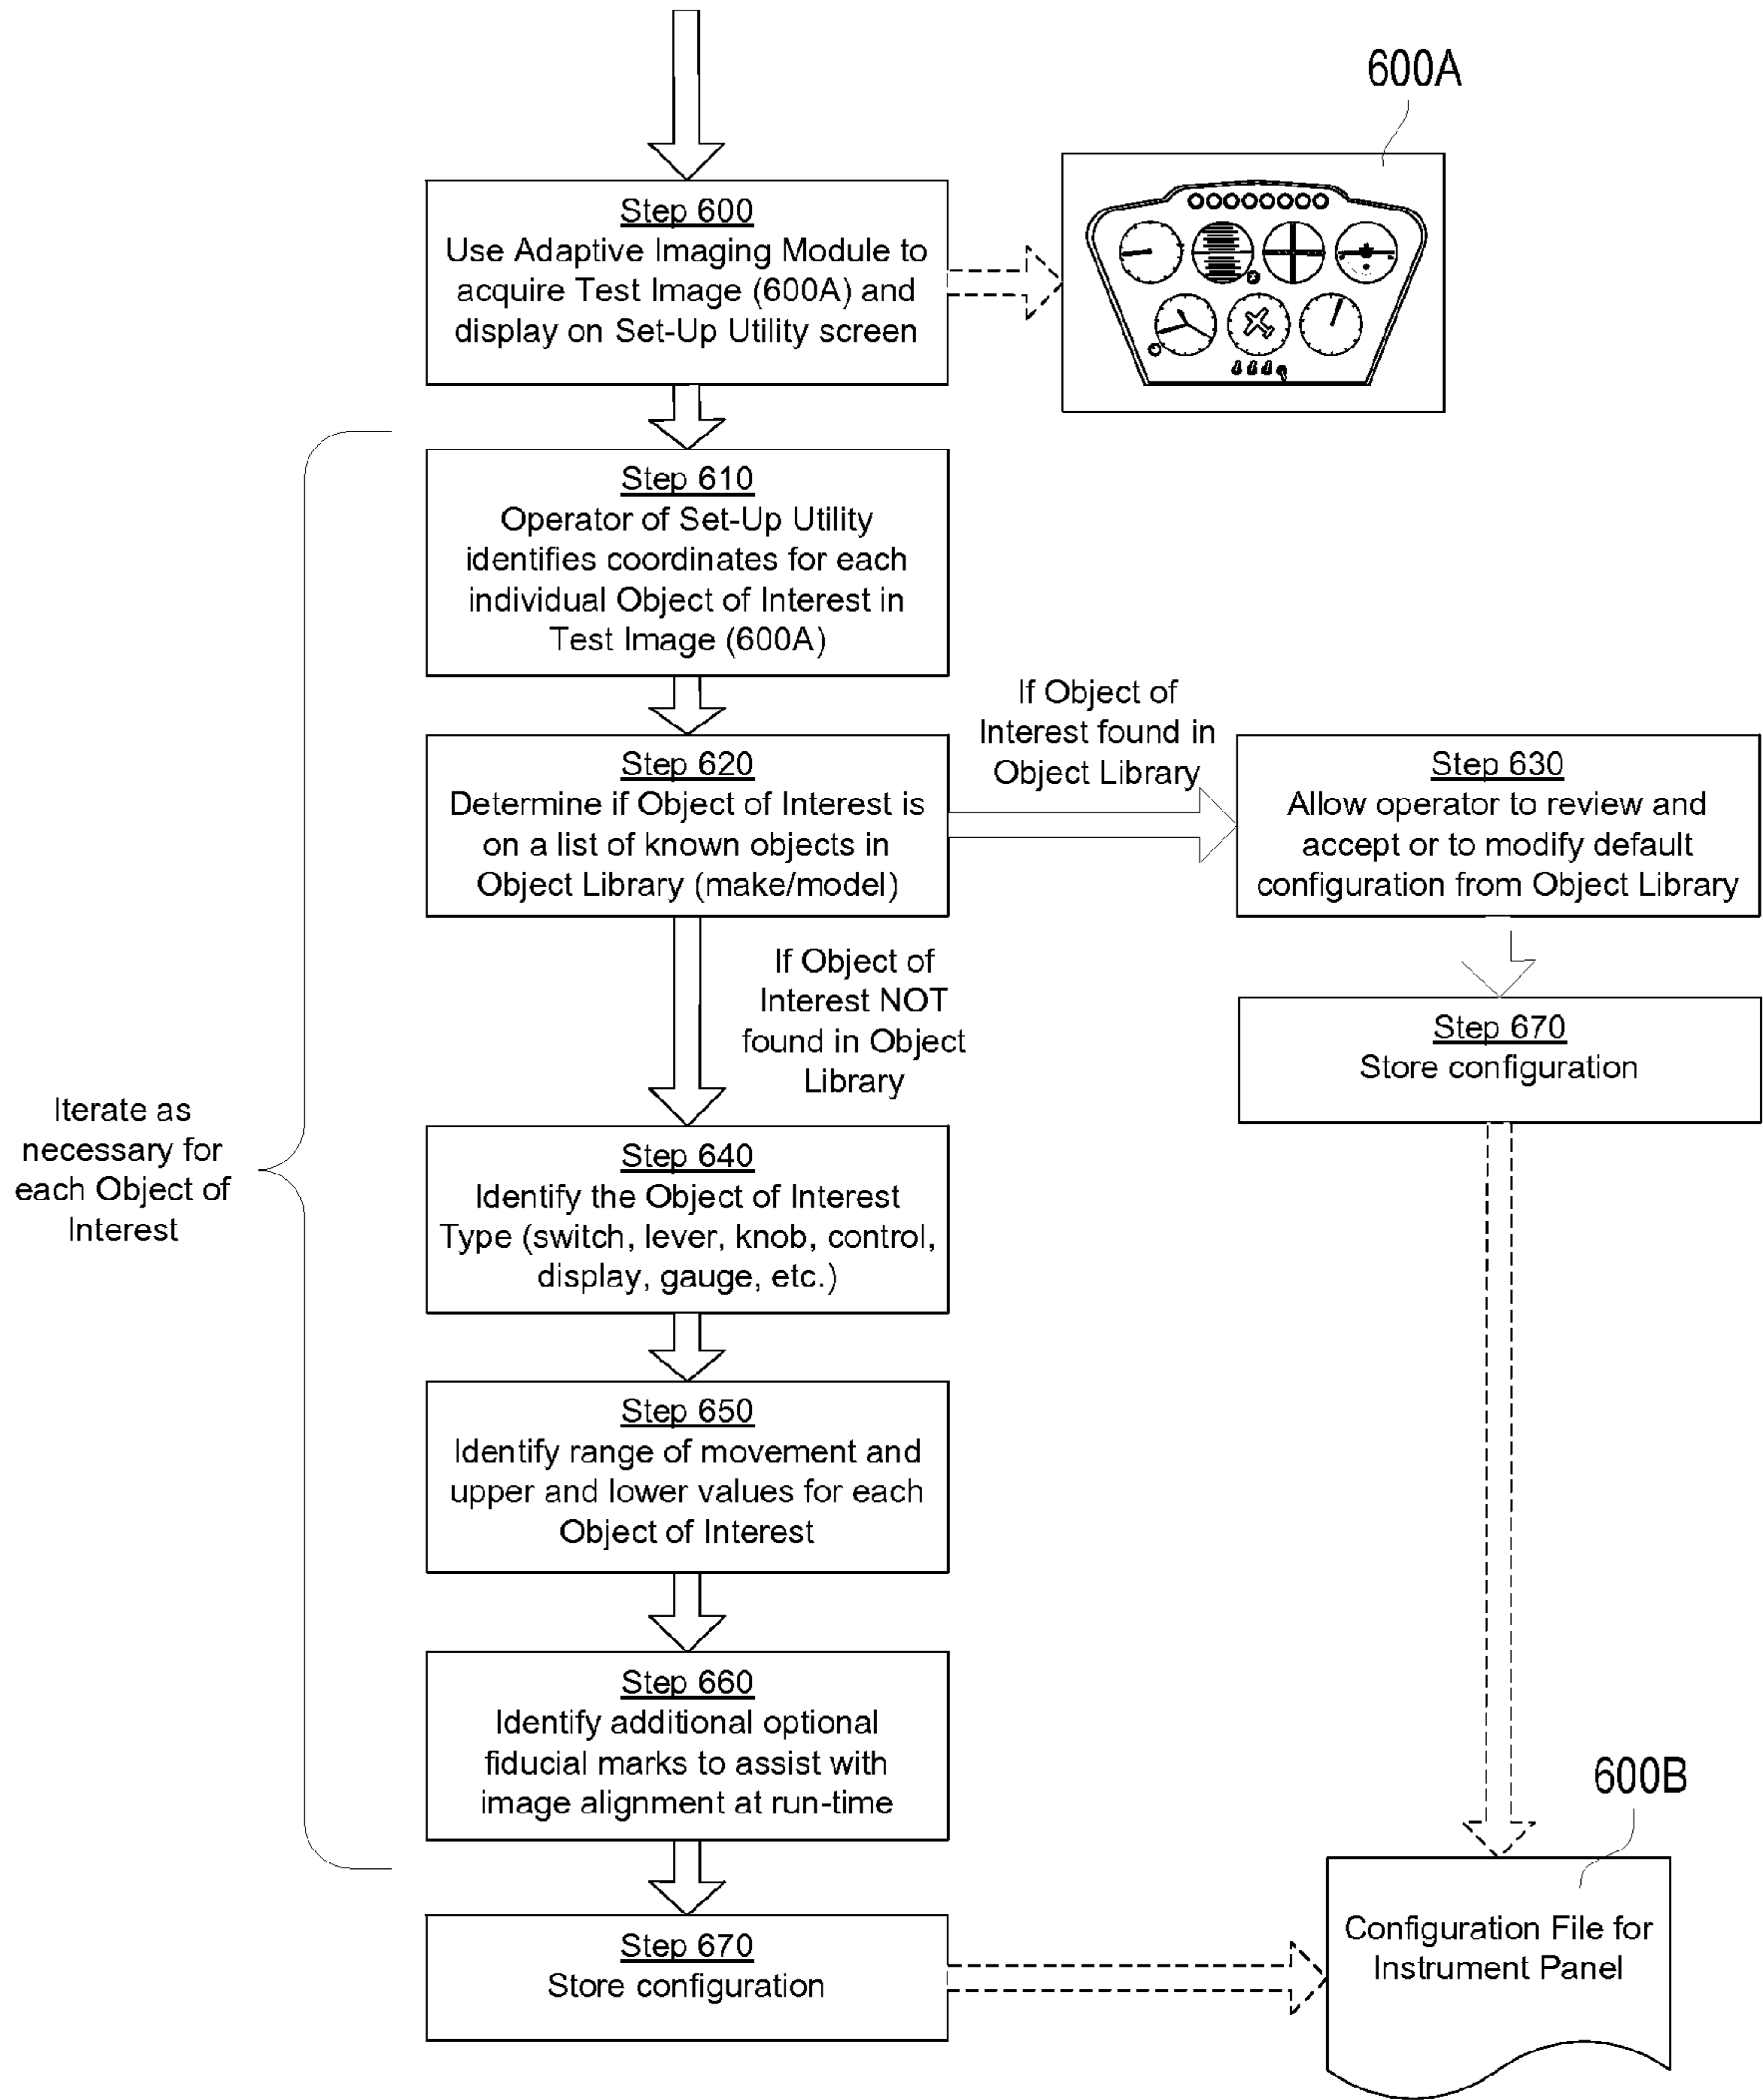 600A
Step 600
Use Adaptive Imaging Module to
acquire Test Image (600A) and
display on Set-Up Utility screen
Step 610
Operator of Set-Up Utility
identifies coordinates for each
individual Object of Interest in
Test Image (600A)
If Object of
Interest found in
Object Library
Step 620
Determine if Object of Interest is
on a list of known objects in
Object Library (make/model)
Step 630
Allow operator to review and
accept or to modify default
configuration from Object Library
If Object of
Interest NOT
found in Object
Library
Step 670
Store configuration
Iterate as
necessary for
each Object of
Interest
Step 640
Identify the Object of Interest
Type (switch, lever, knob, control,
display, gauge, etc.)
Step 650
Identify range of movement and
upper and lower values for each
Object of Interest
Step 660
Identify additional optional
fiducial marks to assist with
image alignment at run-time
600B
Step 670
Store configuration
Configuration File for
Instrument Panel